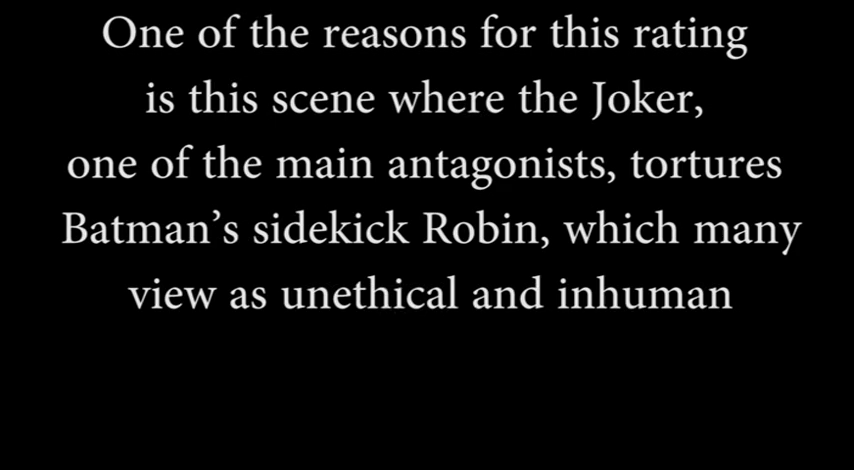 One of the reasons for this rating
is this scene where the Joker,
one of the main antagonists, tortures
Batman’s sidekick Robin, which many
view as unethical and inhuman